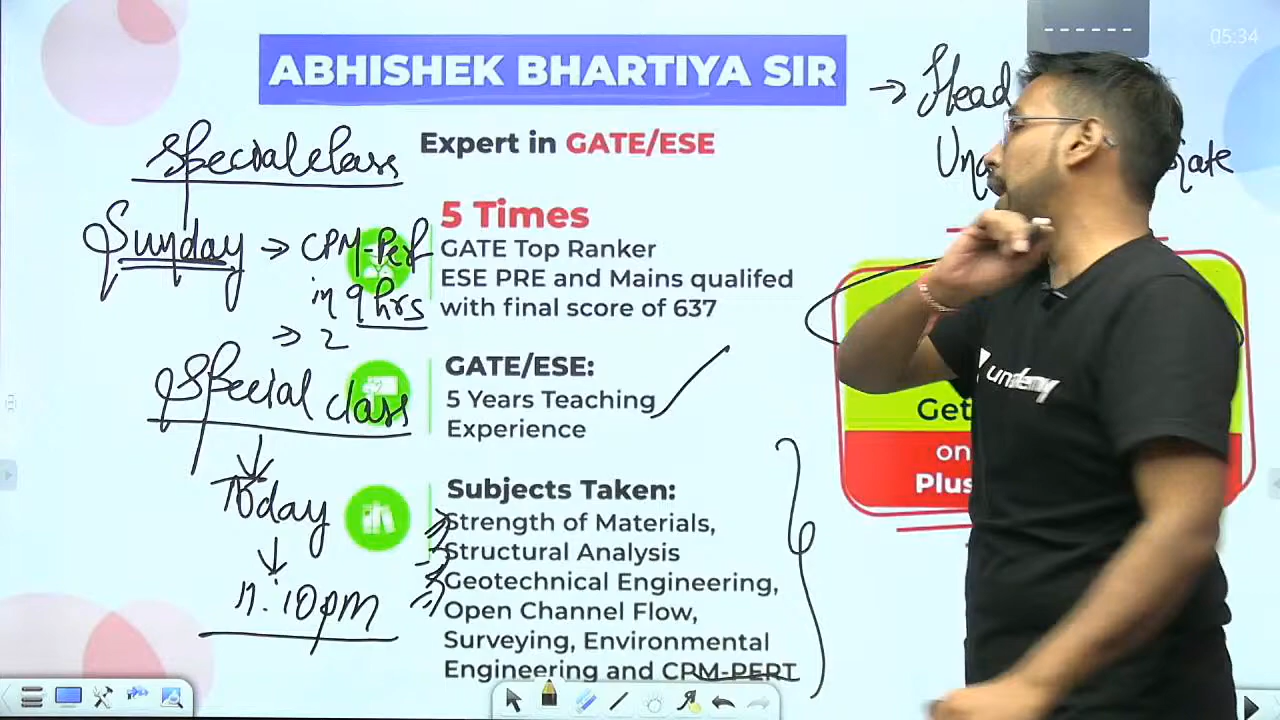 05:34
ABHISHEK BHARTIYA SIR
→ Head
Special class
Expert in GATE/ESE
5 Times
Sunday → CPM-Pert
GATE Top Ranker
ESE PRE and Mains qualifed
in 9 hrs
with final score of 637
→ 2
GATE/ESE:
Special class
5 Years Teaching
Experience
Get
on
Plus
Today
Subjects Taken:
Strength of Materials,
Structural Analysis
Geotechnical Engineering,
Open Channel Flow,
Surveying, Environmental
Engineering and CPM-PERT